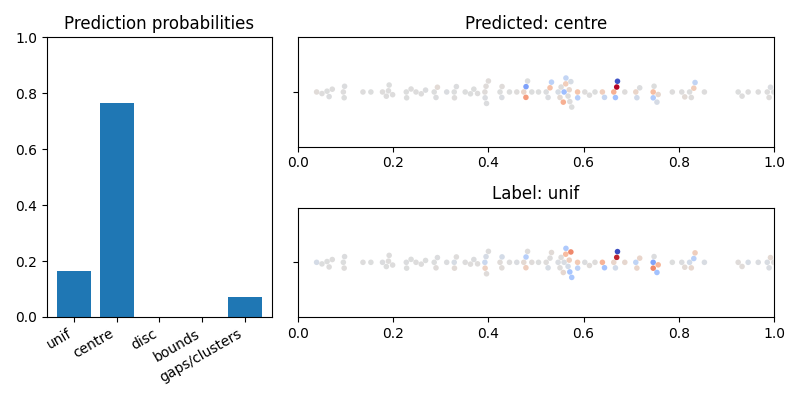 Prediction probabilities
1.0
0.8
0.6
0.4
0.2
0.0
unif
centre
disc
bounds
gaps/clusters
Predicted: centre
0.0 0.2 0.4 0.6 0.8 1.0
Label: unif
0.0 0.2 0.4 0.6 0.8 1.0